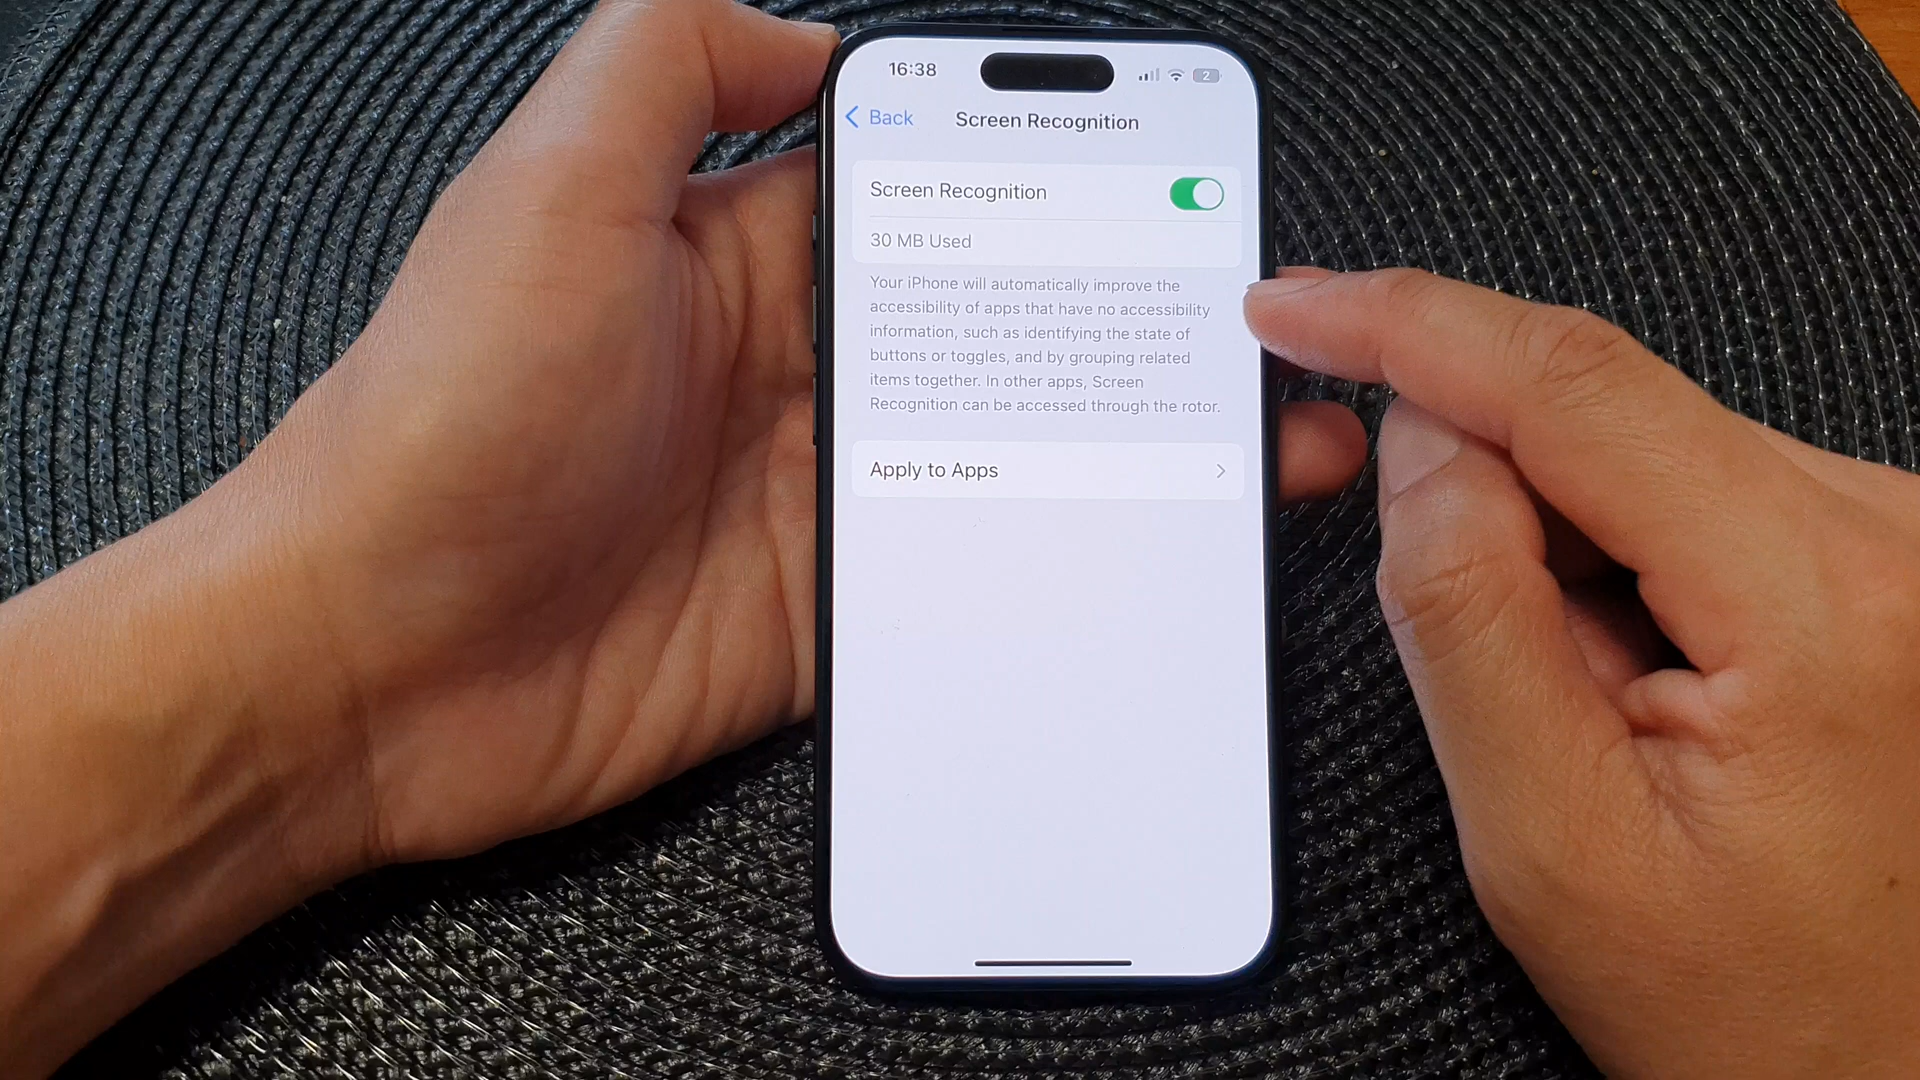 16:38
2
Back
Screen Recognition
Screen Recognition
30 MB Used
Your iPhone will automatically improve the
accessibility of apps that have no accessibility
information, such as identifying the state of
buttons or toggles, and by grouping related
items together. In other apps, Screen
Recognition can be accessed through the rotor.
Apply to Apps